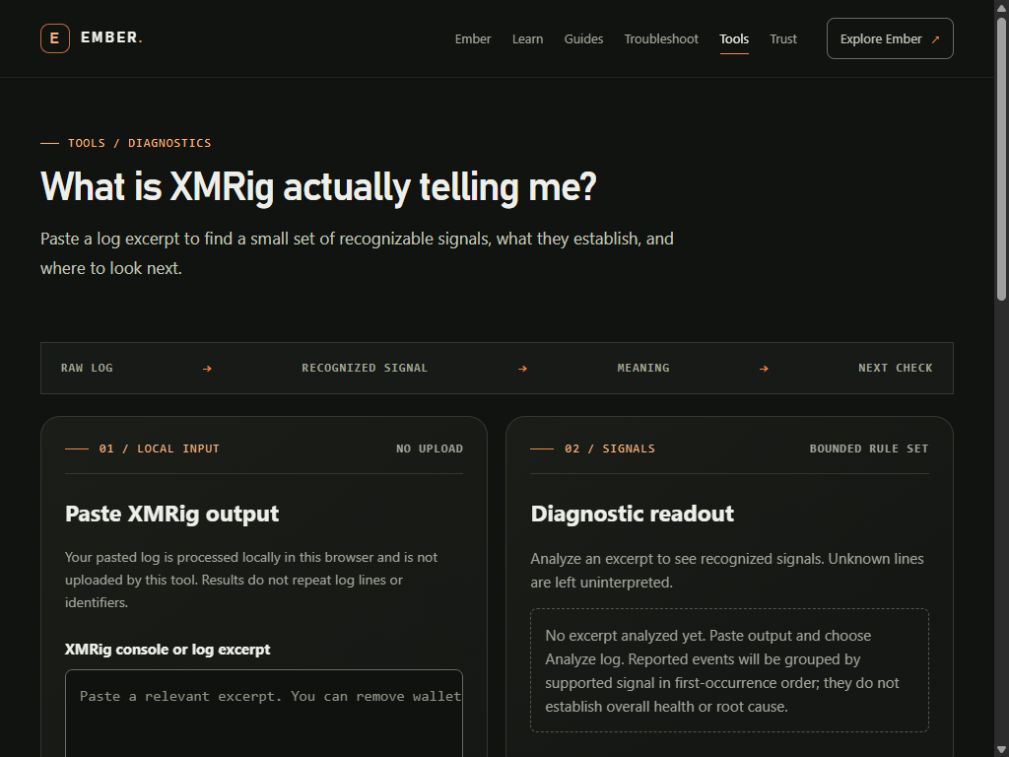 E EMBER.
Ember Learn Guides Troubleshoot Tools Trust Explore Ember ↗
TOOLS / DIAGNOSTICS
What is XMRig actually telling me?
Paste a log excerpt to find a small set of recognizable signals, what they establish, and
where to look next.
RAW LOG → RECOGNIZED SIGNAL → MEANING → NEXT CHECK
01 / LOCAL INPUT NO UPLOAD
Paste XMRig output
Your pasted log is processed locally in this browser and is not
uploaded by this tool. Results do not repeat log lines or
identifiers.
XMRig console or log excerpt
Paste a relevant excerpt. You can remove wallet
02 / SIGNALS BOUNDED RULE SET
Diagnostic readout
Analyze an excerpt to see recognized signals. Unknown lines
are left uninterpreted.
No excerpt analyzed yet. Paste output and choose
Analyze log. Reported events will be grouped by
supported signal in first-occurrence order; they do not
establish overall health or root cause.